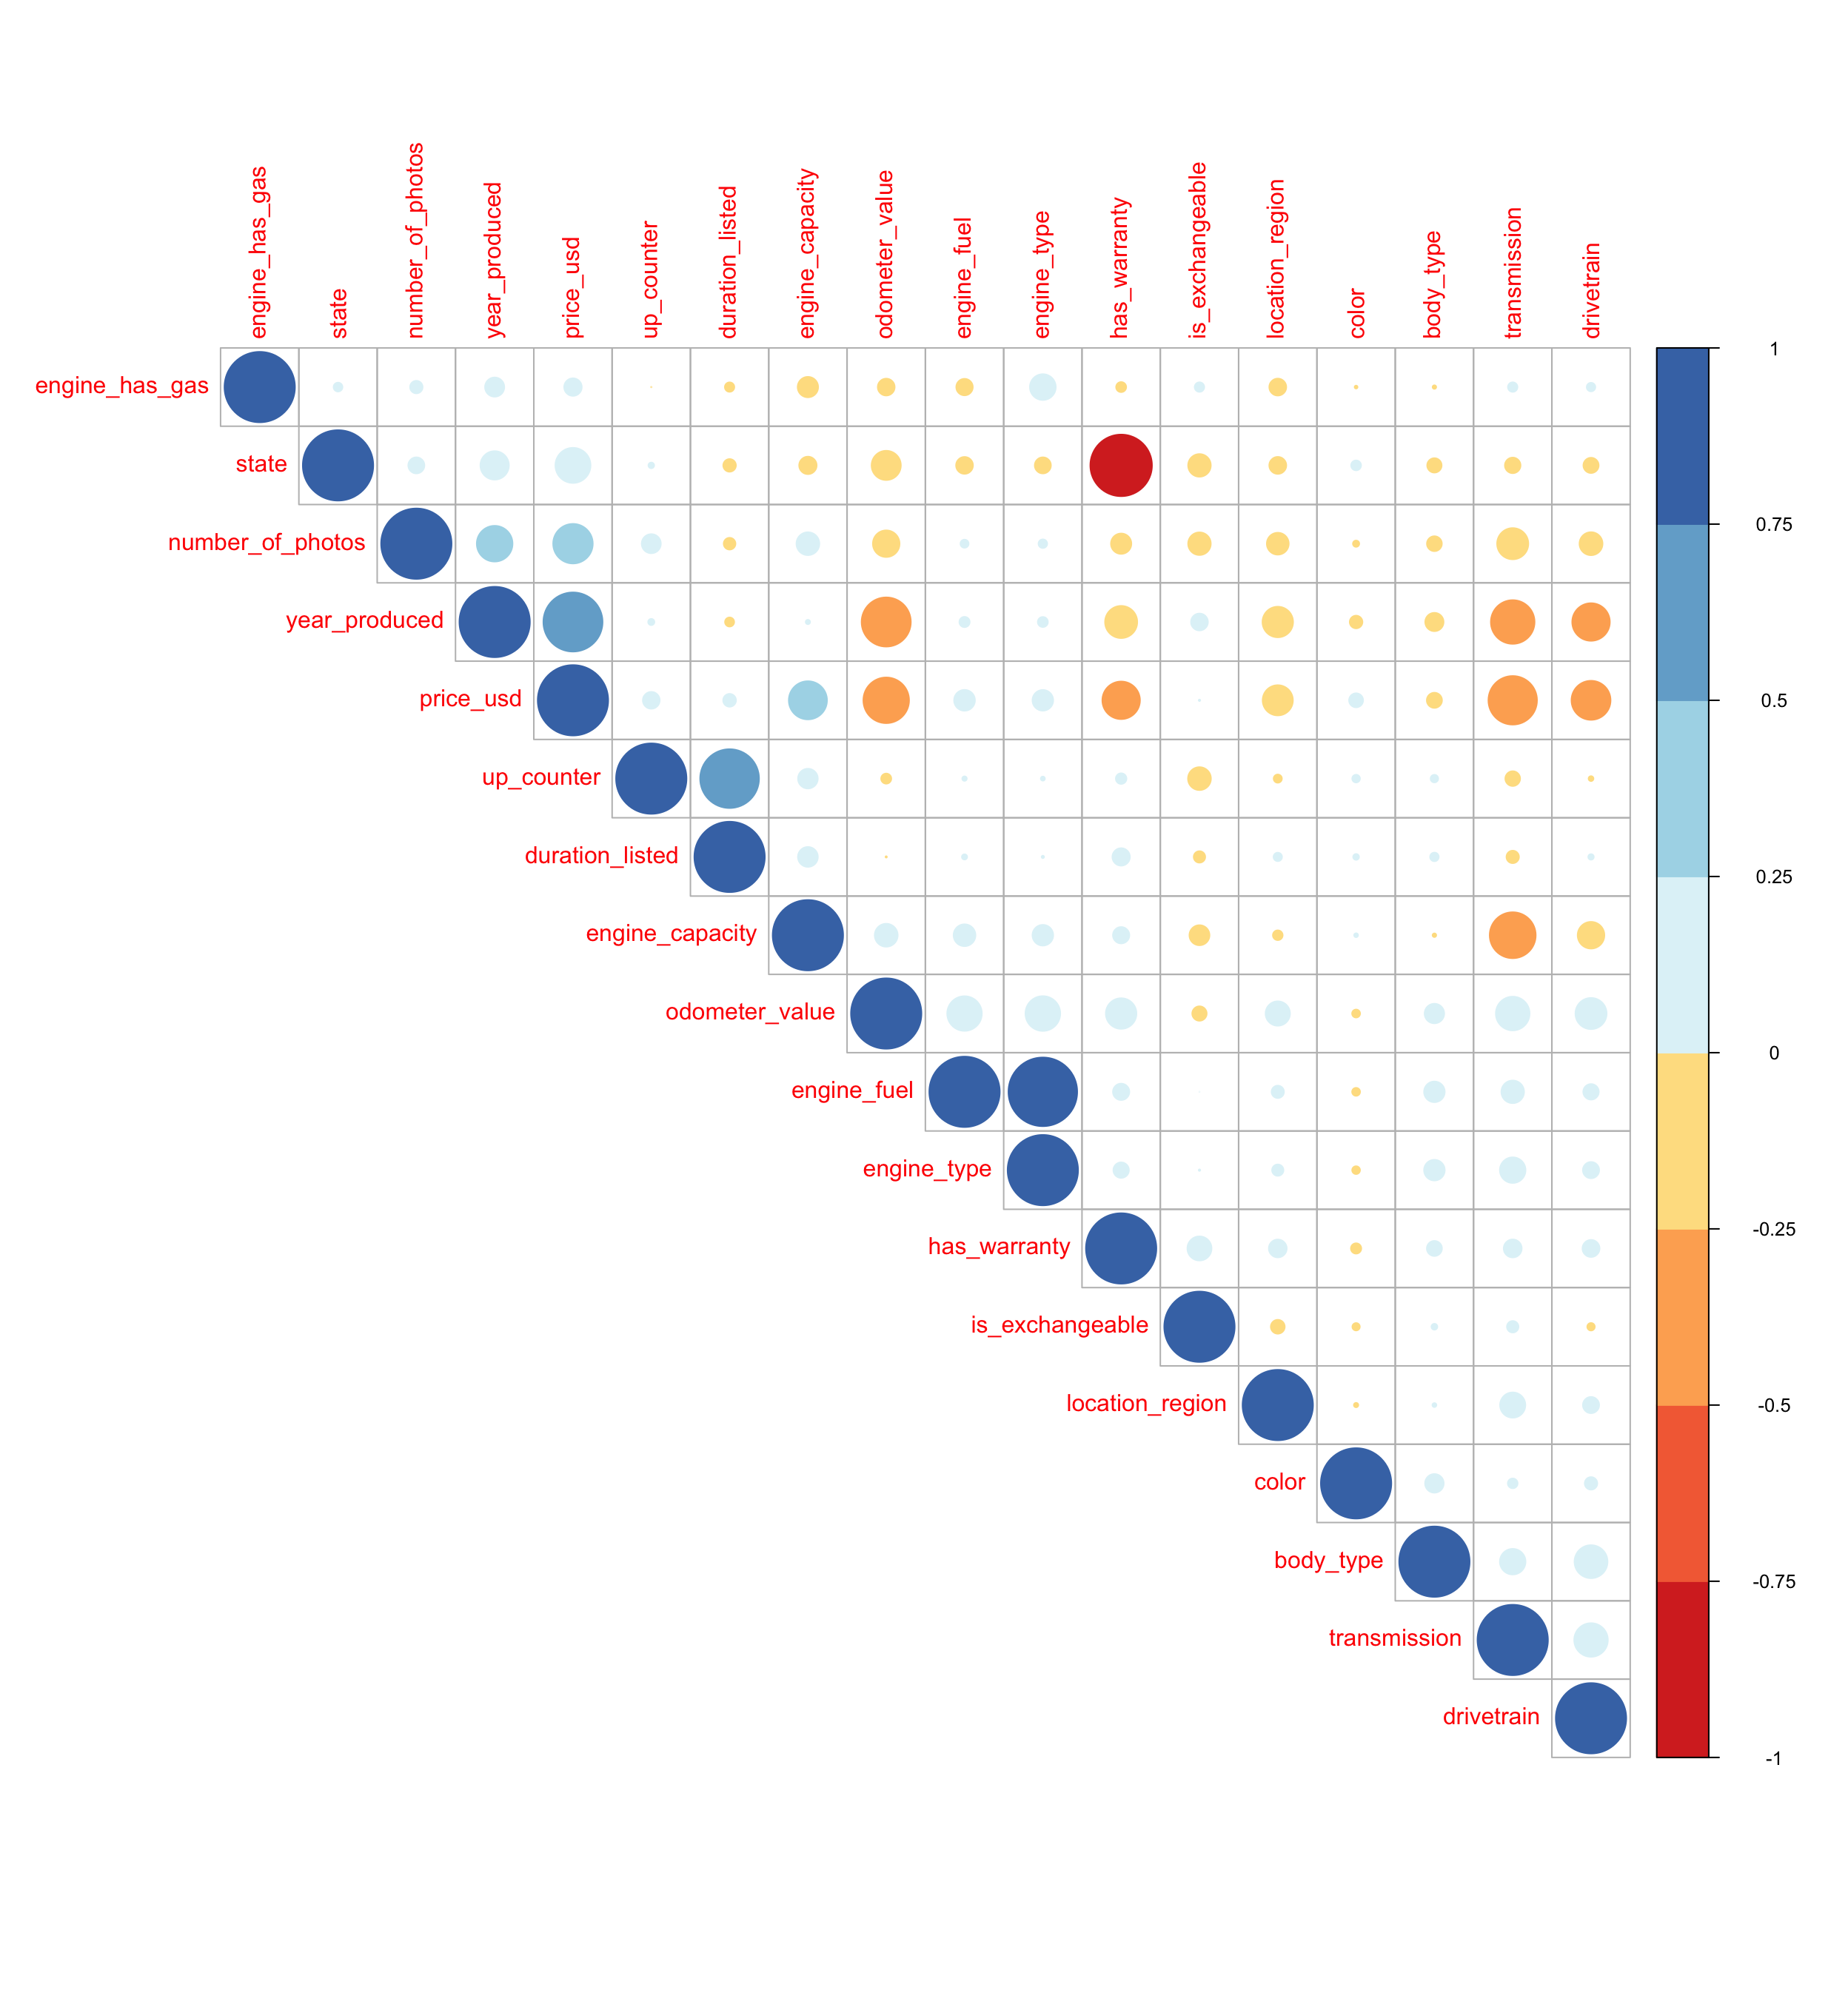 engine_has_gas
state
number_of_photos
year_produced
price_usd
up_counter
duration_listed
engine_capacity
odometer_value
engine_fuel
engine_type
has_warranty
is_exchangeable
location_region
color
body_type
transmission
drivetrain
engine_has_gas
state
number_of_photos
year_produced
price_usd
up_counter
duration_listed
engine_capacity
odometer_value
engine_fuel
engine_type
has_warranty
is_exchangeable
location_region
color
body_type
transmission
drivetrain
1
0.75
0.5
0.25
0
-0.25
-0.5
-0.75
-1